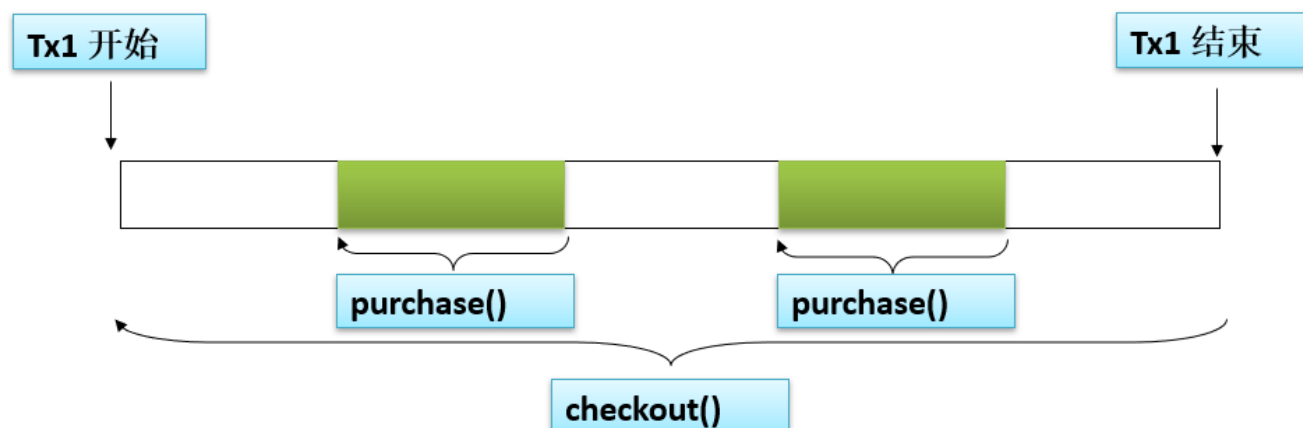 Tx1 开始
Tx1 结束
purchase()
purchase()
checkout()